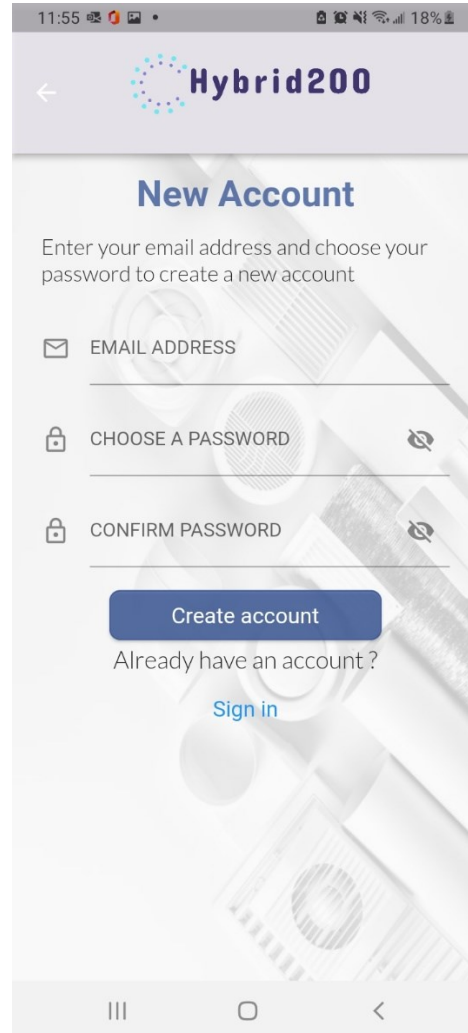 11:55
18%
Hybrid200
New Account
Enter your email address and choose your
password to create a new account
EMAIL ADDRESS
CHOOSE A PASSWORD
CONFIRM PASSWORD
Create account
Already have an account ?
Sign in